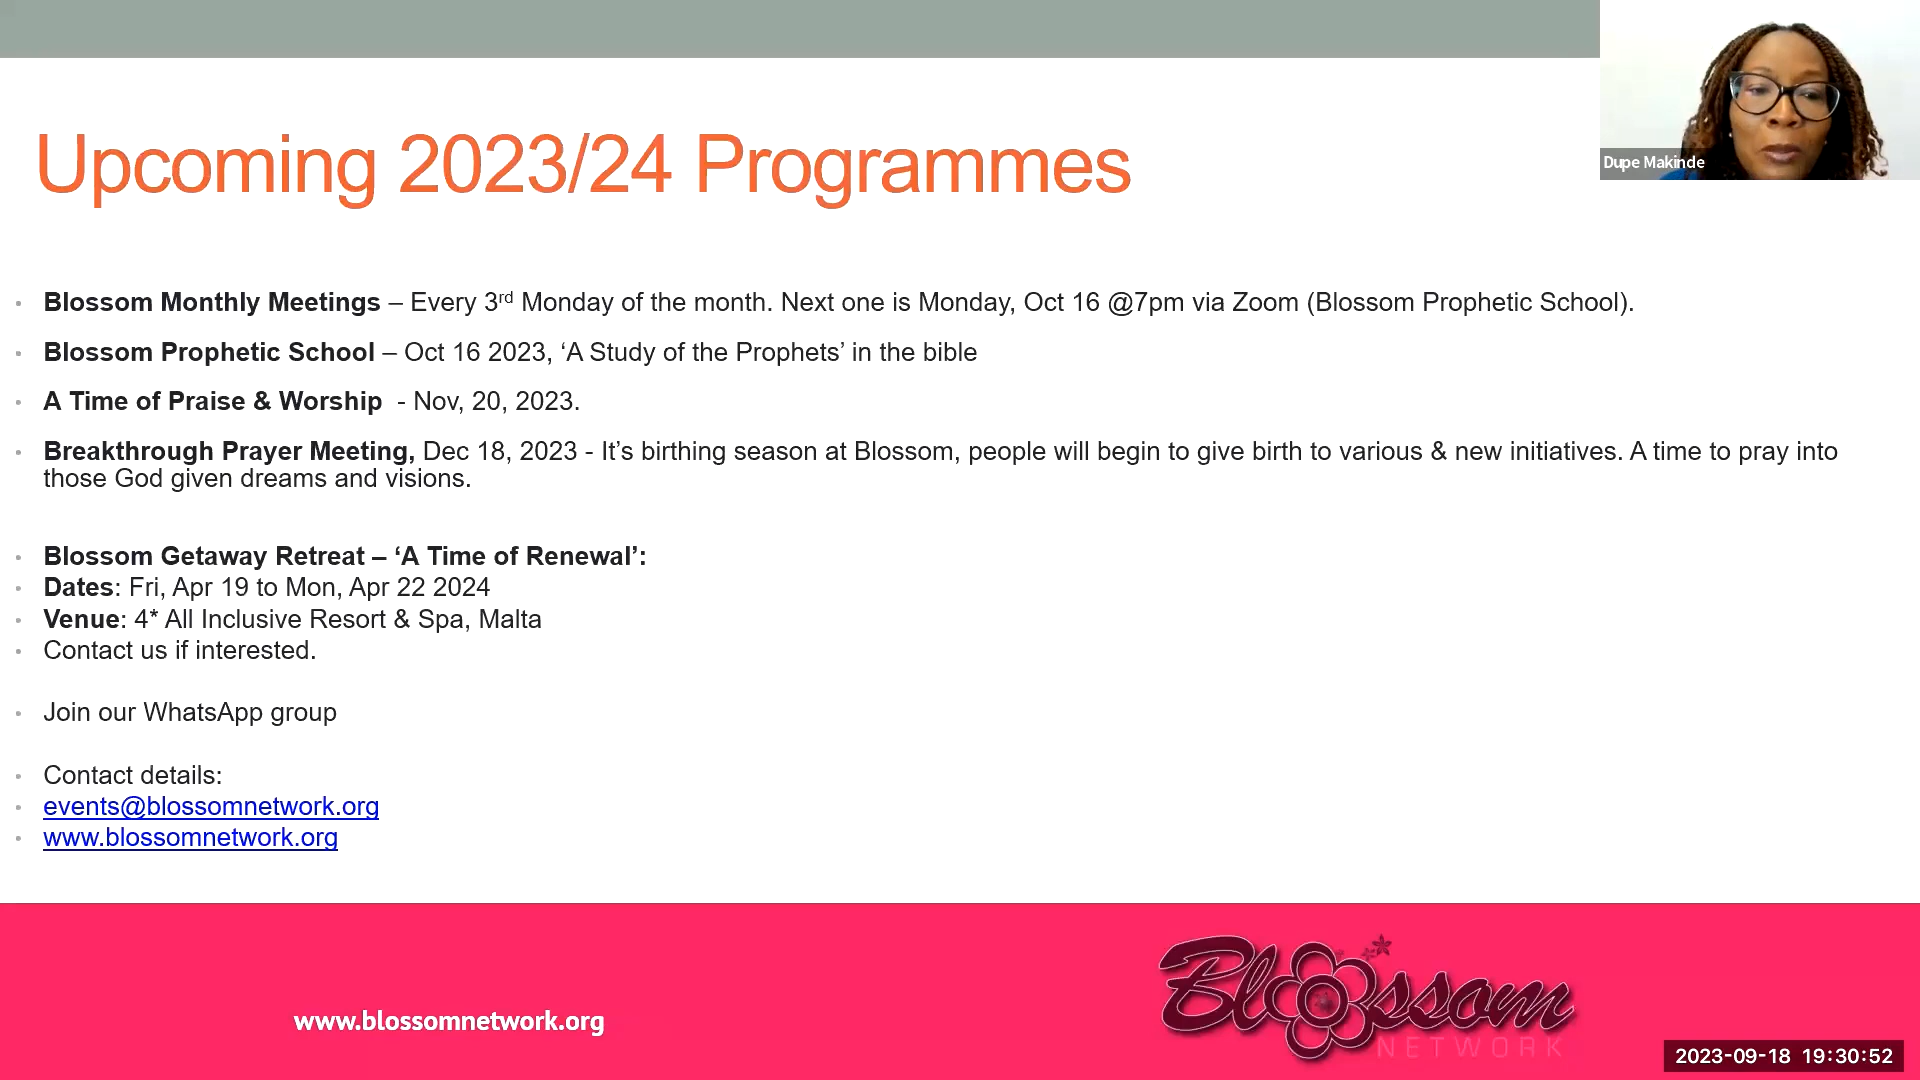 Upcoming 2023/24 Programmes
Dupe Makinde
• Blossom Monthly Meetings – Every 3rd Monday of the month. Next one is Monday, Oct 16 @7pm via Zoom (Blossom Prophetic School).
• Blossom Prophetic School – Oct 16 2023, ‘A Study of the Prophets’ in the bible
• A Time of Praise & Worship - Nov, 20, 2023.
• Breakthrough Prayer Meeting, Dec 18, 2023 - It’s birthing season at Blossom, people will begin to give birth to various & new initiatives. A time to pray into
those God given dreams and visions.
• Blossom Getaway Retreat – ‘A Time of Renewal’:
• Dates: Fri, Apr 19 to Mon, Apr 22 2024
• Venue: 4* All Inclusive Resort & Spa, Malta
• Contact us if interested.
• Join our WhatsApp group
• Contact details:
• events@blossomnetwork.org
• www.blossomnetwork.org
www.blossomnetwork.org
Blossom
NETWORK
2023-09-18 19:30:52